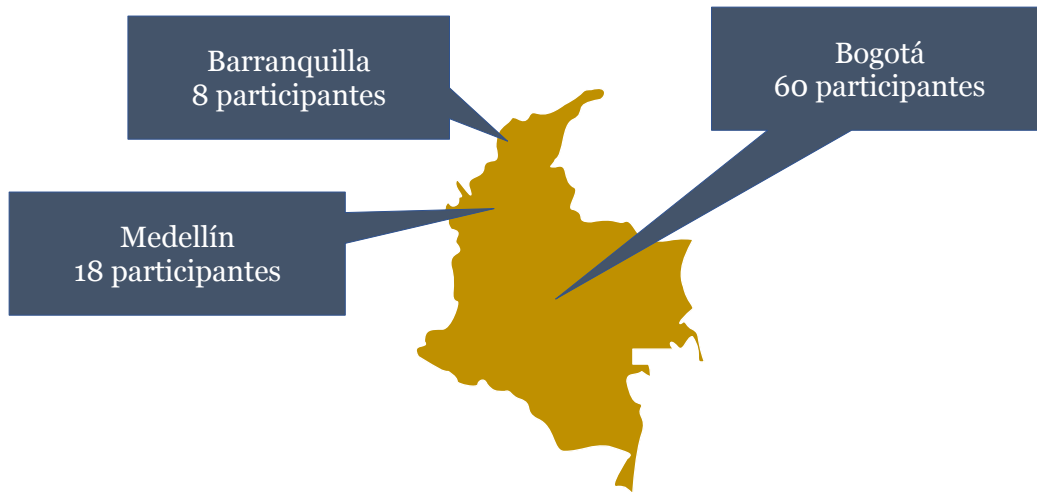 Barranquilla
8 participantes
Bogotá
60 participantes
Medellín
18 participantes